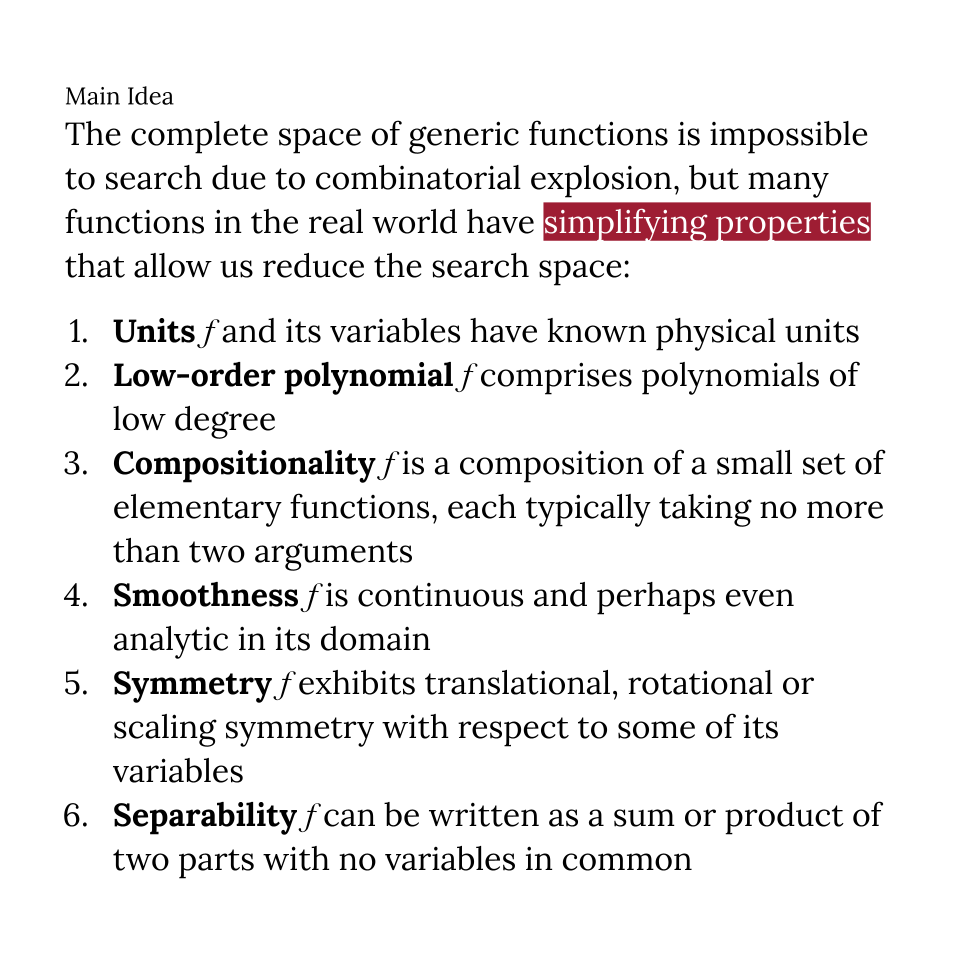 Main Idea
The complete space of generic functions is impossible
to search due to combinatorial explosion, but many
functions in the real world have simplifying properties
that allow us reduce the search space:
1. Units f and its variables have known physical units
2. Low-order polynomial f comprises polynomials of
low degree
3. Compositionality f is a composition of a small set of
elementary functions, each typically taking no more
than two arguments
4. Smoothness f is continuous and perhaps even
analytic in its domain
5. Symmetry f exhibits translational, rotational or
scaling symmetry with respect to some of its
variables
6. Separability f can be written as a sum or product of
two parts with no variables in common